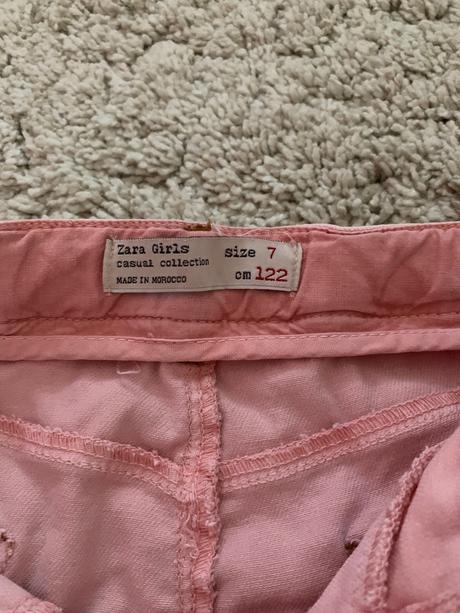 Zara Girls size 7
casual collection
MADE IN MOROCCO cm 122